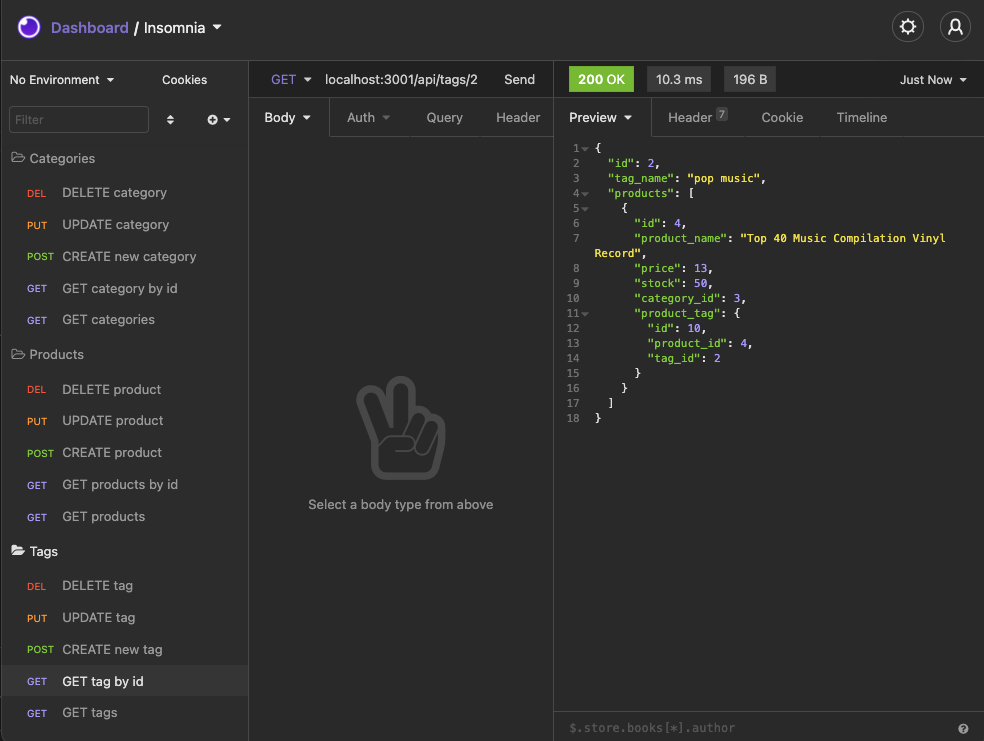 Dashboard / Insomnia
No Environment
Cookies
GET localhost:3001/api/tags/2 Send
200 OK 10.3 ms 196 B
Just Now
Filter
Body Auth Query Header
Preview Header 7 Cookie Timeline
Categories
DEL DELETE category
PUT UPDATE category
POST CREATE new category
GET GET category by id
GET GET categories
Products
DEL DELETE product
PUT UPDATE product
POST CREATE product
GET GET products by id
GET GET products
Tags
DEL DELETE tag
PUT UPDATE tag
POST CREATE new tag
GET GET tag by id
GET GET tags
Select a body type from above
1 {
2 "id": 2,
3 "tag_name": "pop music",
4 "products": [
5 {
6 "id": 4,
7 "product_name": "Top 40 Music Compilation Vinyl
Record",
8 "price": 13,
9 "stock": 50,
10 "category_id": 3,
11 "product_tag": {
12 "id": 10,
13 "product_id": 4,
14 "tag_id": 2
15 }
16 }
17 ]
18 }
$.store.books[*].author
?